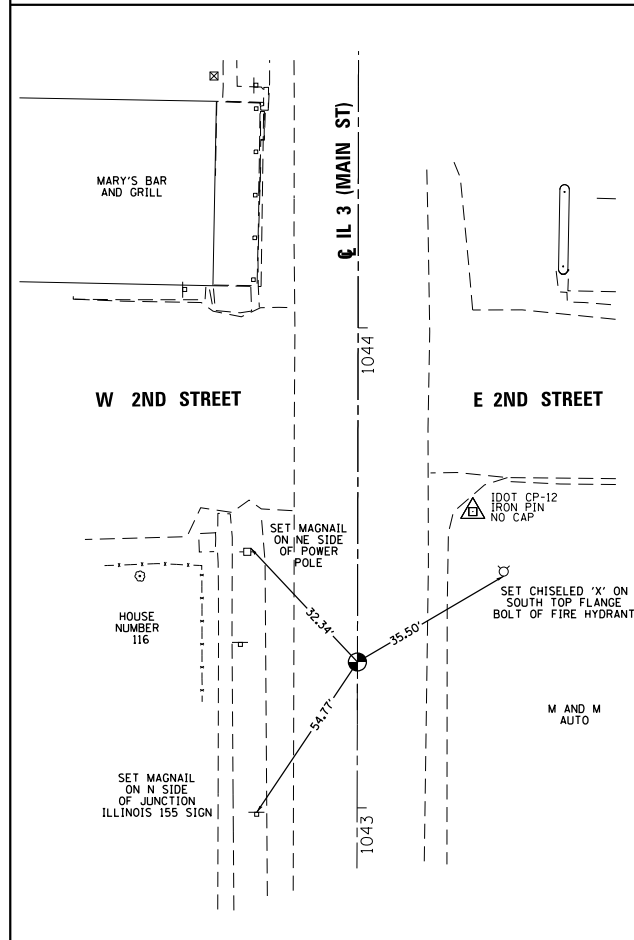 MARY'S BAR
AND GRILL
℄ IL 3 (MAIN ST)
1044
W 2ND STREET
E 2ND STREET
IDOT CP-12
IRON PIN
NO CAP
SET MAGNAIL
ON NE SIDE
OF POWER
POLE
SET CHISELED 'X' ON
SOUTH TOP FLANGE
BOLT OF FIRE HYDRANT
HOUSE
NUMBER
116
32.34'
35.50'
54.77'
M AND M
AUTO
SET MAGNAIL
ON N SIDE
OF JUNCTION
ILLINOIS 155 SIGN
1043